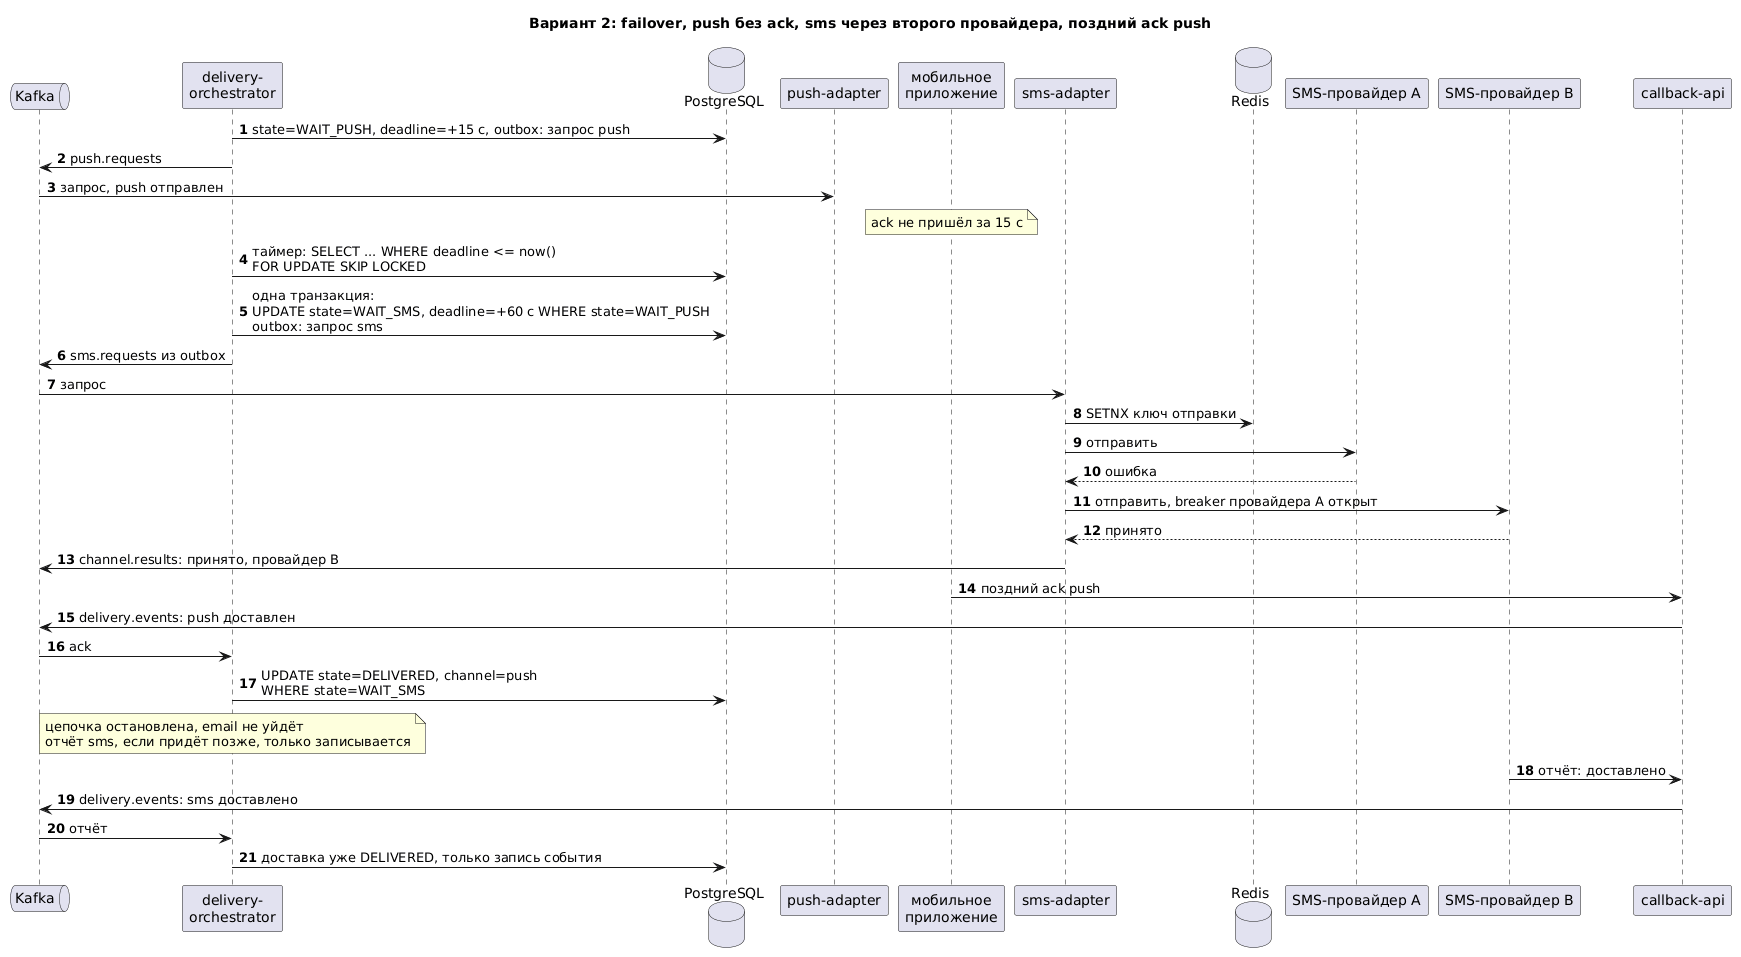 Вариант 2: failover, push без ack, sms через второго провайдера, поздний ack push
Kafka
delivery-
orchestrator
PostgreSQL
push-adapter
мобильное
приложение
sms-adapter
Redis
SMS-провайдер A
SMS-провайдер B
callback-api
1 state=WAIT_PUSH, deadline=+15 с, outbox: запрос push
2 push.requests
3 запрос, push отправлен
ack не пришёл за 15 с
4 таймер: SELECT ... WHERE deadline <= now()
FOR UPDATE SKIP LOCKED
одна транзакция:
5 UPDATE state=WAIT_SMS, deadline=+60 с WHERE state=WAIT_PUSH
outbox: запрос sms
6 sms.requests из outbox
7 запрос
8 SETNX ключ отправки
9 отправить
10 ошибка
11 отправить, breaker провайдера A открыт
12 принято
13 channel.results: принято, провайдер B
14 поздний ack push
15 delivery.events: push доставлен
16 ack
17 UPDATE state=DELIVERED, channel=push
WHERE state=WAIT_SMS
цепочка остановлена, email не уйдёт
отчёт sms, если придёт позже, только записывается
18 отчёт: доставлено
19 delivery.events: sms доставлено
20 отчёт
21 доставка уже DELIVERED, только запись события
Kafka
delivery-
orchestrator
PostgreSQL
push-adapter
мобильное
приложение
sms-adapter
Redis
SMS-провайдер A
SMS-провайдер B
callback-api